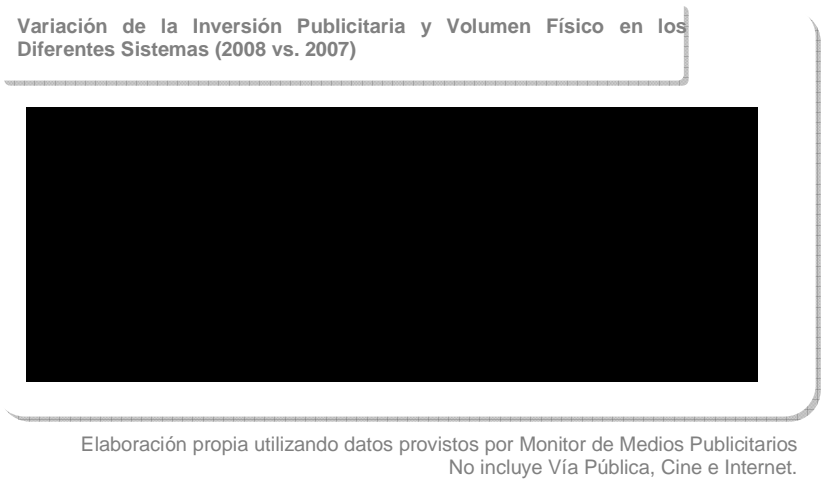 Variación de la Inversión Publicitaria y Volumen Físico en los
Diferentes Sistemas (2008 vs. 2007)
Elaboración propia utilizando datos provistos por Monitor de Medios Publicitarios
No incluye Vía Pública, Cine e Internet.